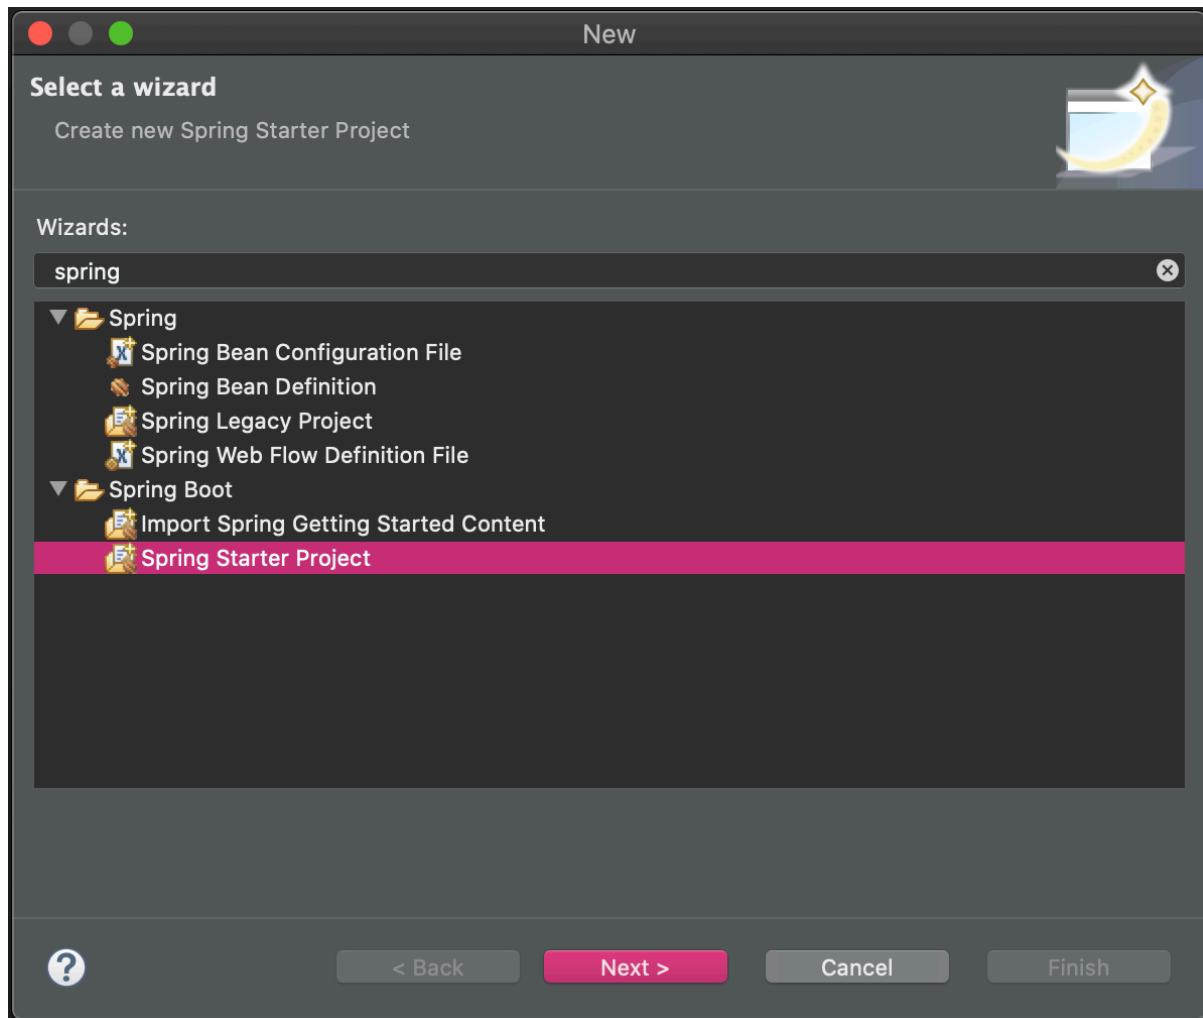 New
Select a wizard
Create new Spring Starter Project
Wizards:
spring
Spring
Spring Bean Configuration File
Spring Bean Definition
Spring Legacy Project
Spring Web Flow Definition File
Spring Boot
Import Spring Getting Started Content
Spring Starter Project
? < Back Next > Cancel Finish